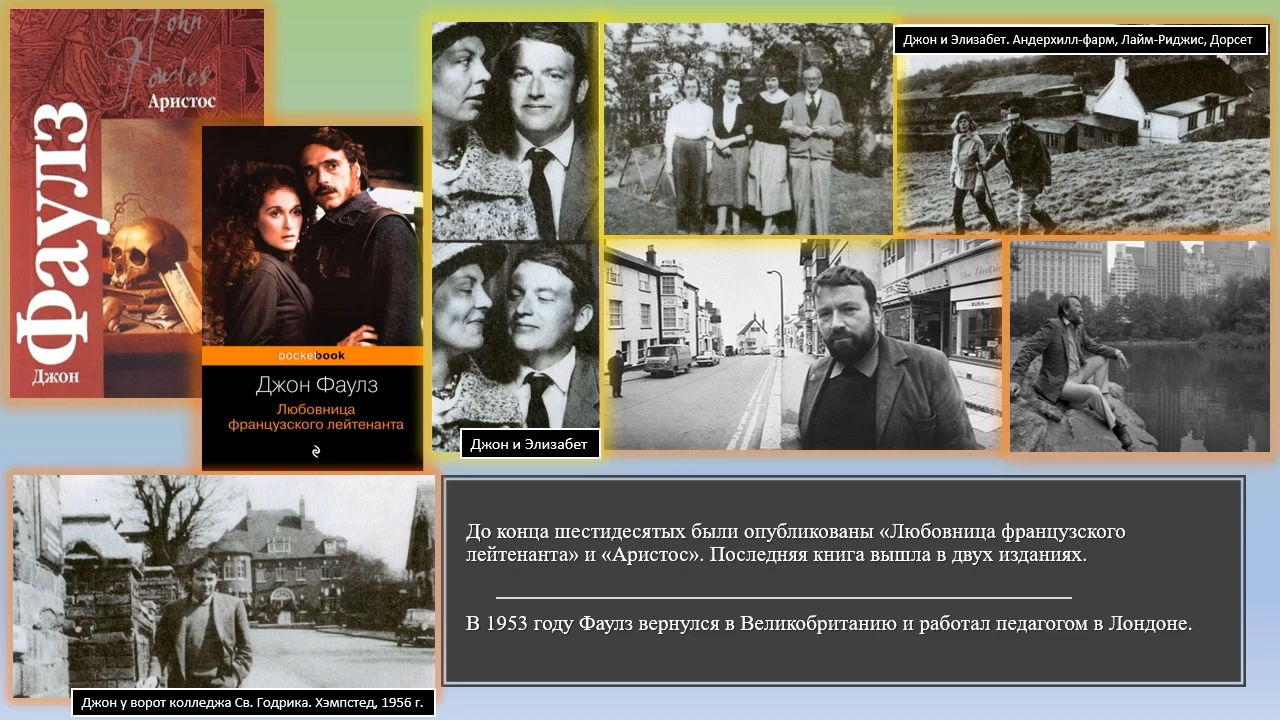 John
Fowles
Аристос
Фаулз
Джон
pocketbook
Джон Фаулз
Любовница
французского лейтенанта
Джон и Элизабет
Джон и Элизабет. Андерхилл-фарм, Лайм-Риджис, Дорсет
Джон у ворот колледжа Св. Годрика. Хэмпстед, 1956 г.
До конца шестидесятых были опубликованы «Любовница французского
лейтенанта» и «Аристос». Последняя книга вышла в двух изданиях.
В 1953 году Фаулз вернулся в Великобританию и работал педагогом в Лондоне.